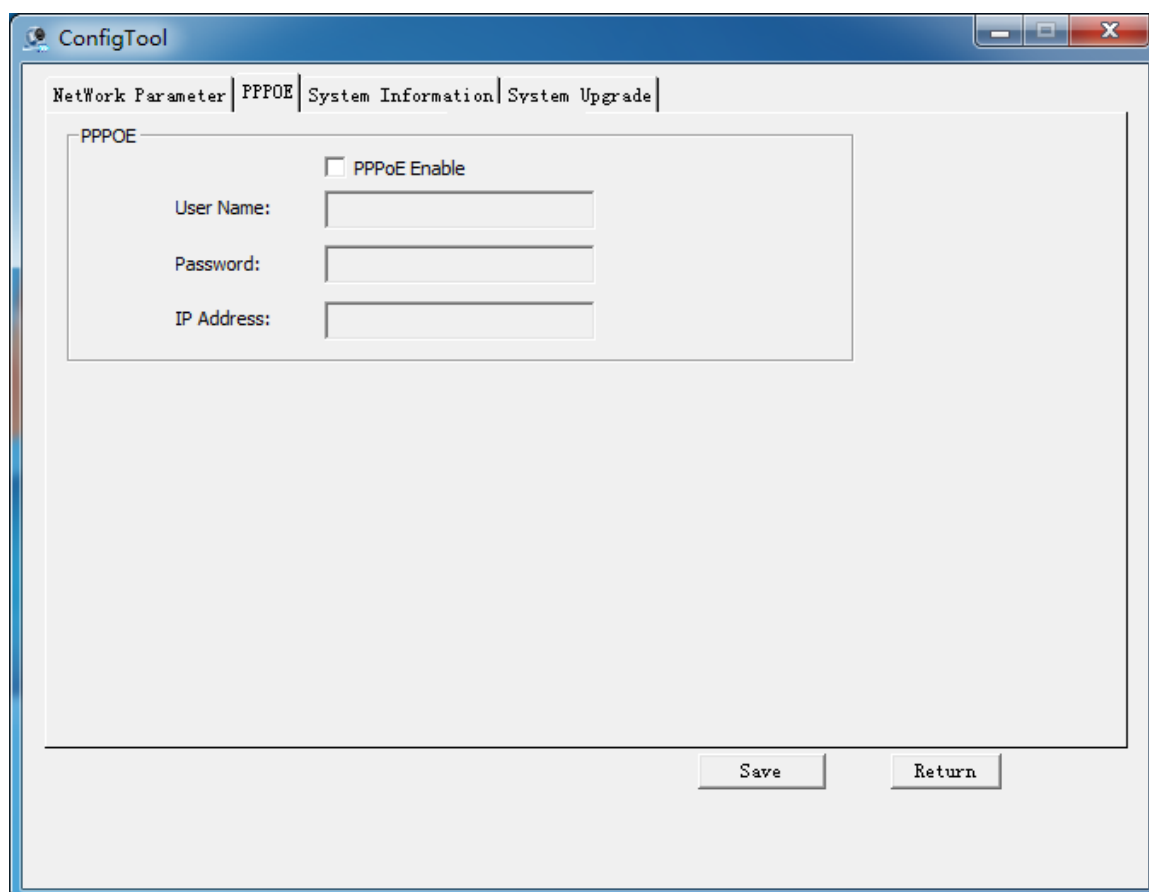 ConfigTool
NetWork Parameter PPPOE System Information System Upgrade
PPPOE
PPPoE Enable
User Name:
Password:
IP Address:
Save Return